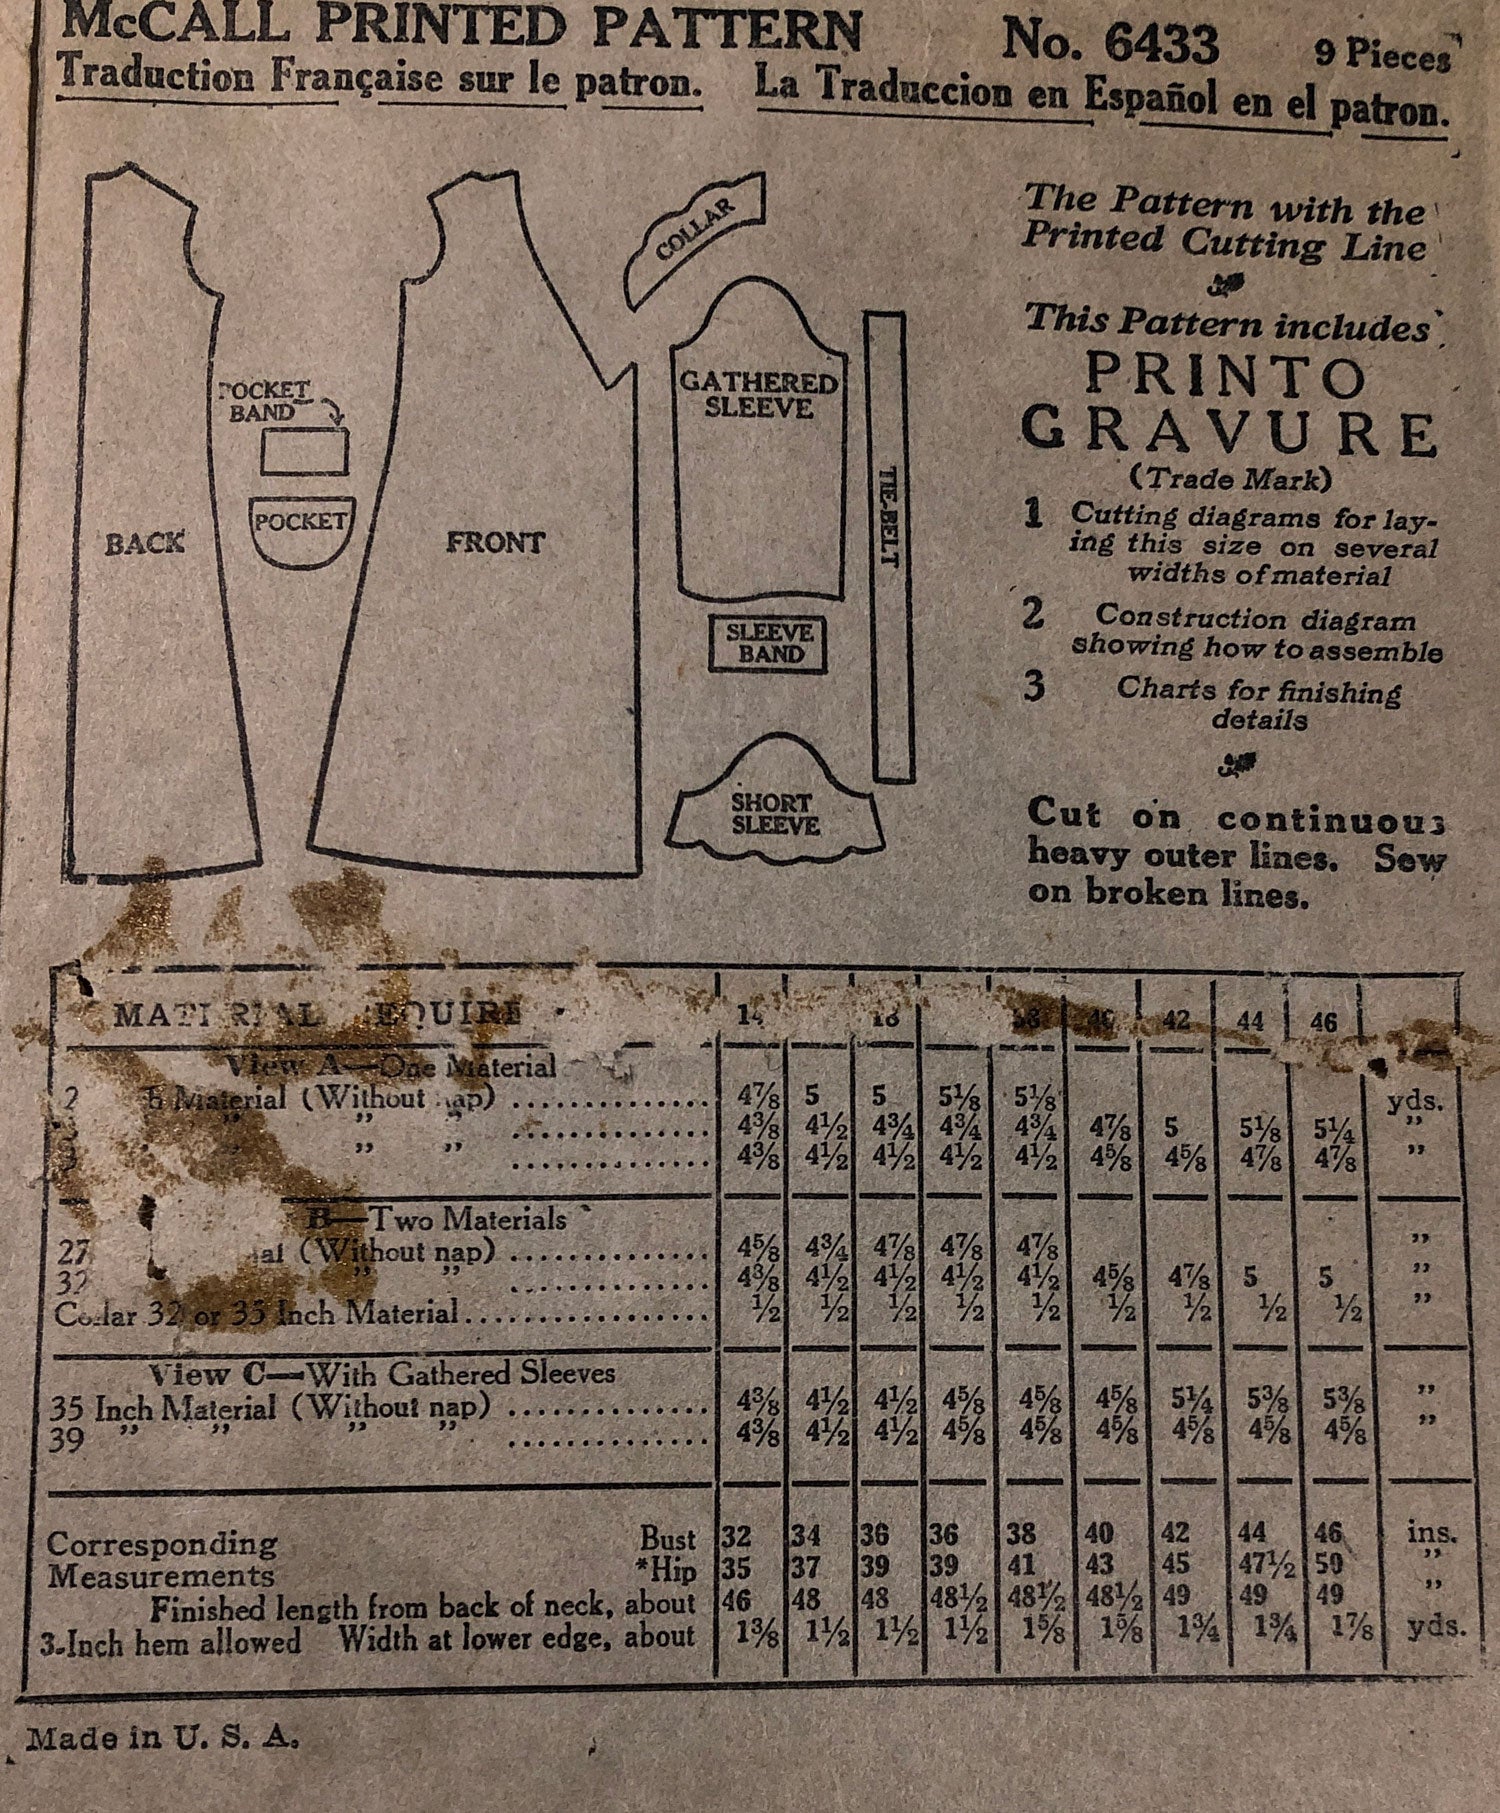 McCALL PRINTED PATTERN No. 6433 9 Pieces
Traduction Française sur le patron. La Traduccion en Español en el patron.
The Pattern with the
Printed Cutting Line
This Pattern includes
PRINTO
GRAVURE
(Trade Mark)
1 Cutting diagrams for lay-
ing this size on several
widths of material
2 Construction diagram
showing how to assemble
3 Charts for finishing
details
Cut on continuous
heavy outer lines. Sew
on broken lines.
BACK
POCKET
BAND
POCKET
FRONT
COLLAR
GATHERED
SLEEVE
TIE-BELT
SLEEVE
BAND
SHORT
SLEEVE
MATERIAL 18 38 40 42 44 46
View A—One Material
Material (Without nap) 4⅞ 5 5 5⅛ 5⅛ yds.
” ” ” 4⅜ 4½ 4¾ 4¾ 4¾ 4⅞ 5 5⅛ 5¼ ”
” ” ” 4⅜ 4½ 4½ 4½ 4½ 4⅝ 4⅝ 4⅞ 4⅞ ”
B—Two Materials
27 (Without nap) 4⅝ 4¾ 4⅞ 4⅞ 4⅞ ”
32 ” ” 4⅜ 4½ 4½ 4½ 4½ 4⅝ 4⅞ 5 5 ”
Collar 32 or 35 Inch Material ½ ½ ½ ½ ½ ½ ½ ½ ½ ”
View C—With Gathered Sleeves
35 Inch Material (Without nap) 4⅜ 4½ 4½ 4⅝ 4⅝ 4⅝ 5¼ 5⅜ 5⅜ ”
39 ” ” ” ” 4⅜ 4½ 4½ 4⅝ 4⅝ 4⅝ 4⅝ 4⅝ 4⅝ ”
Corresponding Bust 32 34 36 36 38 40 42 44 46 ins.
Measurements *Hip 35 37 39 39 41 43 45 47½ 50 ”
Finished length from back of neck, about 46 48 48 48½ 48½ 48½ 49 49 49 ”
3-Inch hem allowed Width at lower edge, about 1⅜ 1½ 1½ 1½ 1⅝ 1⅝ 1¾ 1¾ 1⅞ yds.
Made in U. S. A.